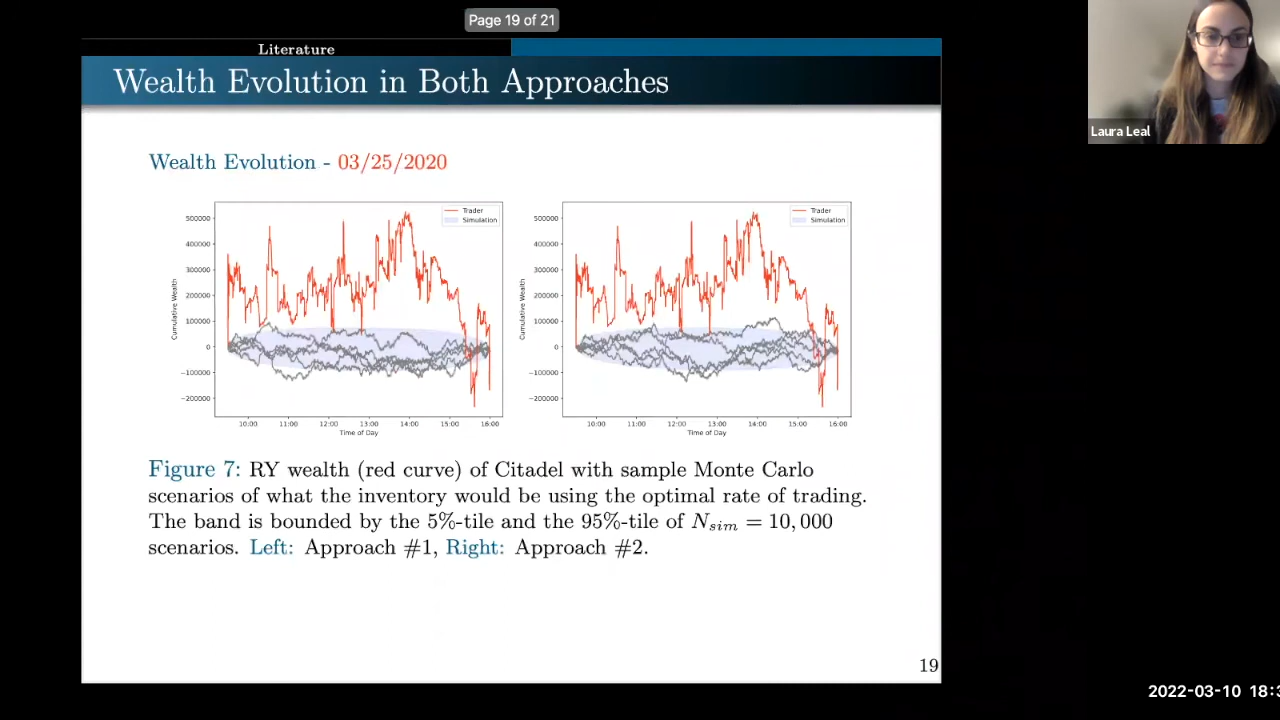 Page 19 of 21
Literature
Wealth Evolution in Both Approaches
Laura Leal
Wealth Evolution - 03/25/2020
500000
400000
300000
200000
100000
0
−100000
−200000
Cumulative Wealth
Trader
Simulation
10:00 11:00 12:00 13:00 14:00 15:00 16:00
Time of Day
500000
400000
300000
200000
100000
0
−100000
−200000
Cumulative Wealth
Trader
Simulation
10:00 11:00 12:00 13:00 14:00 15:00 16:00
Time of Day
Figure 7: RY wealth (red curve) of Citadel with sample Monte Carlo
scenarios of what the inventory would be using the optimal rate of trading.
The band is bounded by the 5%-tile and the 95%-tile of N_sim = 10,000
scenarios. Left: Approach #1, Right: Approach #2.
19
2022-03-10 18:3